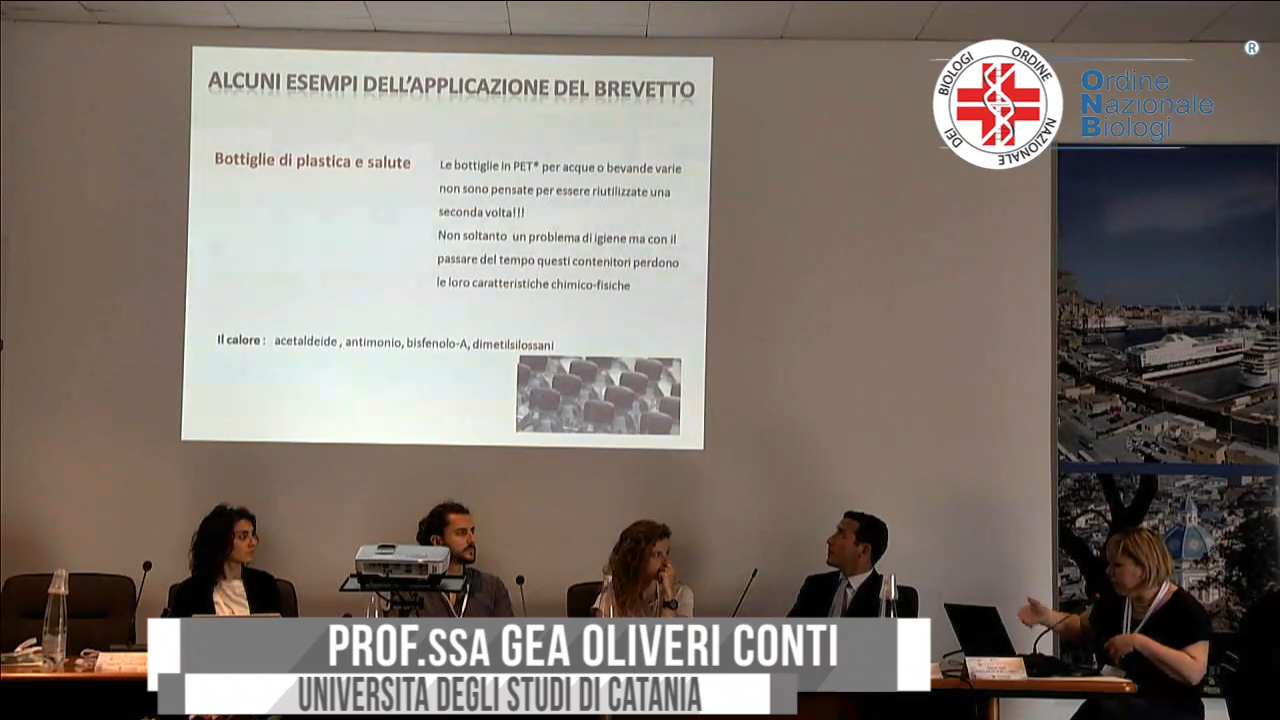 ALCUNI ESEMPI DELL'APPLICAZIONE DEL BREVETTO
Bottiglie di plastica e salute
Le bottiglie in PET* per acque o bevande varie
non sono pensate per essere riutilizzate una
seconda volta!!!
Non soltanto un problema di igiene ma con il
passare del tempo questi contenitori perdono
le loro caratteristiche chimico-fisiche
Il calore : acetaldeide , antimonio, bisfenolo-A, dimetilsilossani
ORDINE NAZIONALE DEI BIOLOGI
Ordine
Nazionale
Biologi
®
PROF.SSA GEA OLIVERI CONTI
UNIVERSITA DEGLI STUDI DI CATANIA